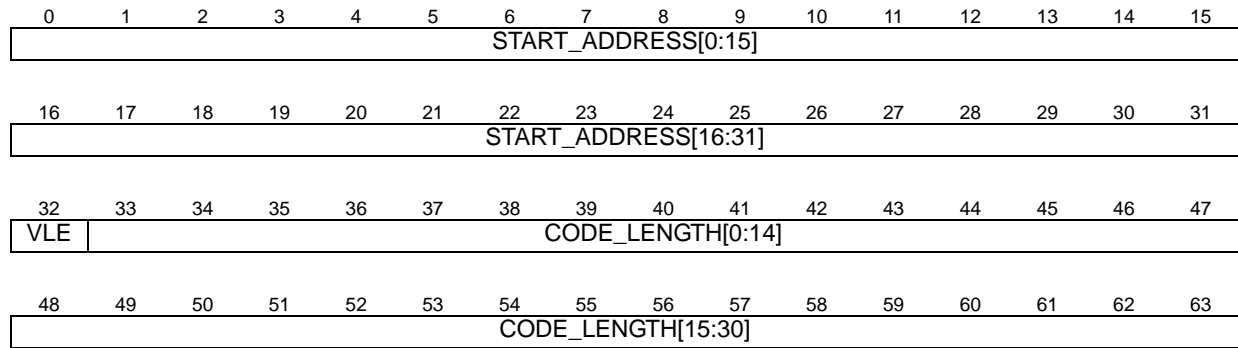 0 1 2 3 4 5 6 7 8 9 10 11 12 13 14 15
START_ADDRESS[0:15]
16 17 18 19 20 21 22 23 24 25 26 27 28 29 30 31
START_ADDRESS[16:31]
32 33 34 35 36 37 38 39 40 41 42 43 44 45 46 47
VLE CODE_LENGTH[0:14]
48 49 50 51 52 53 54 55 56 57 58 59 60 61 62 63
CODE_LENGTH[15:30]